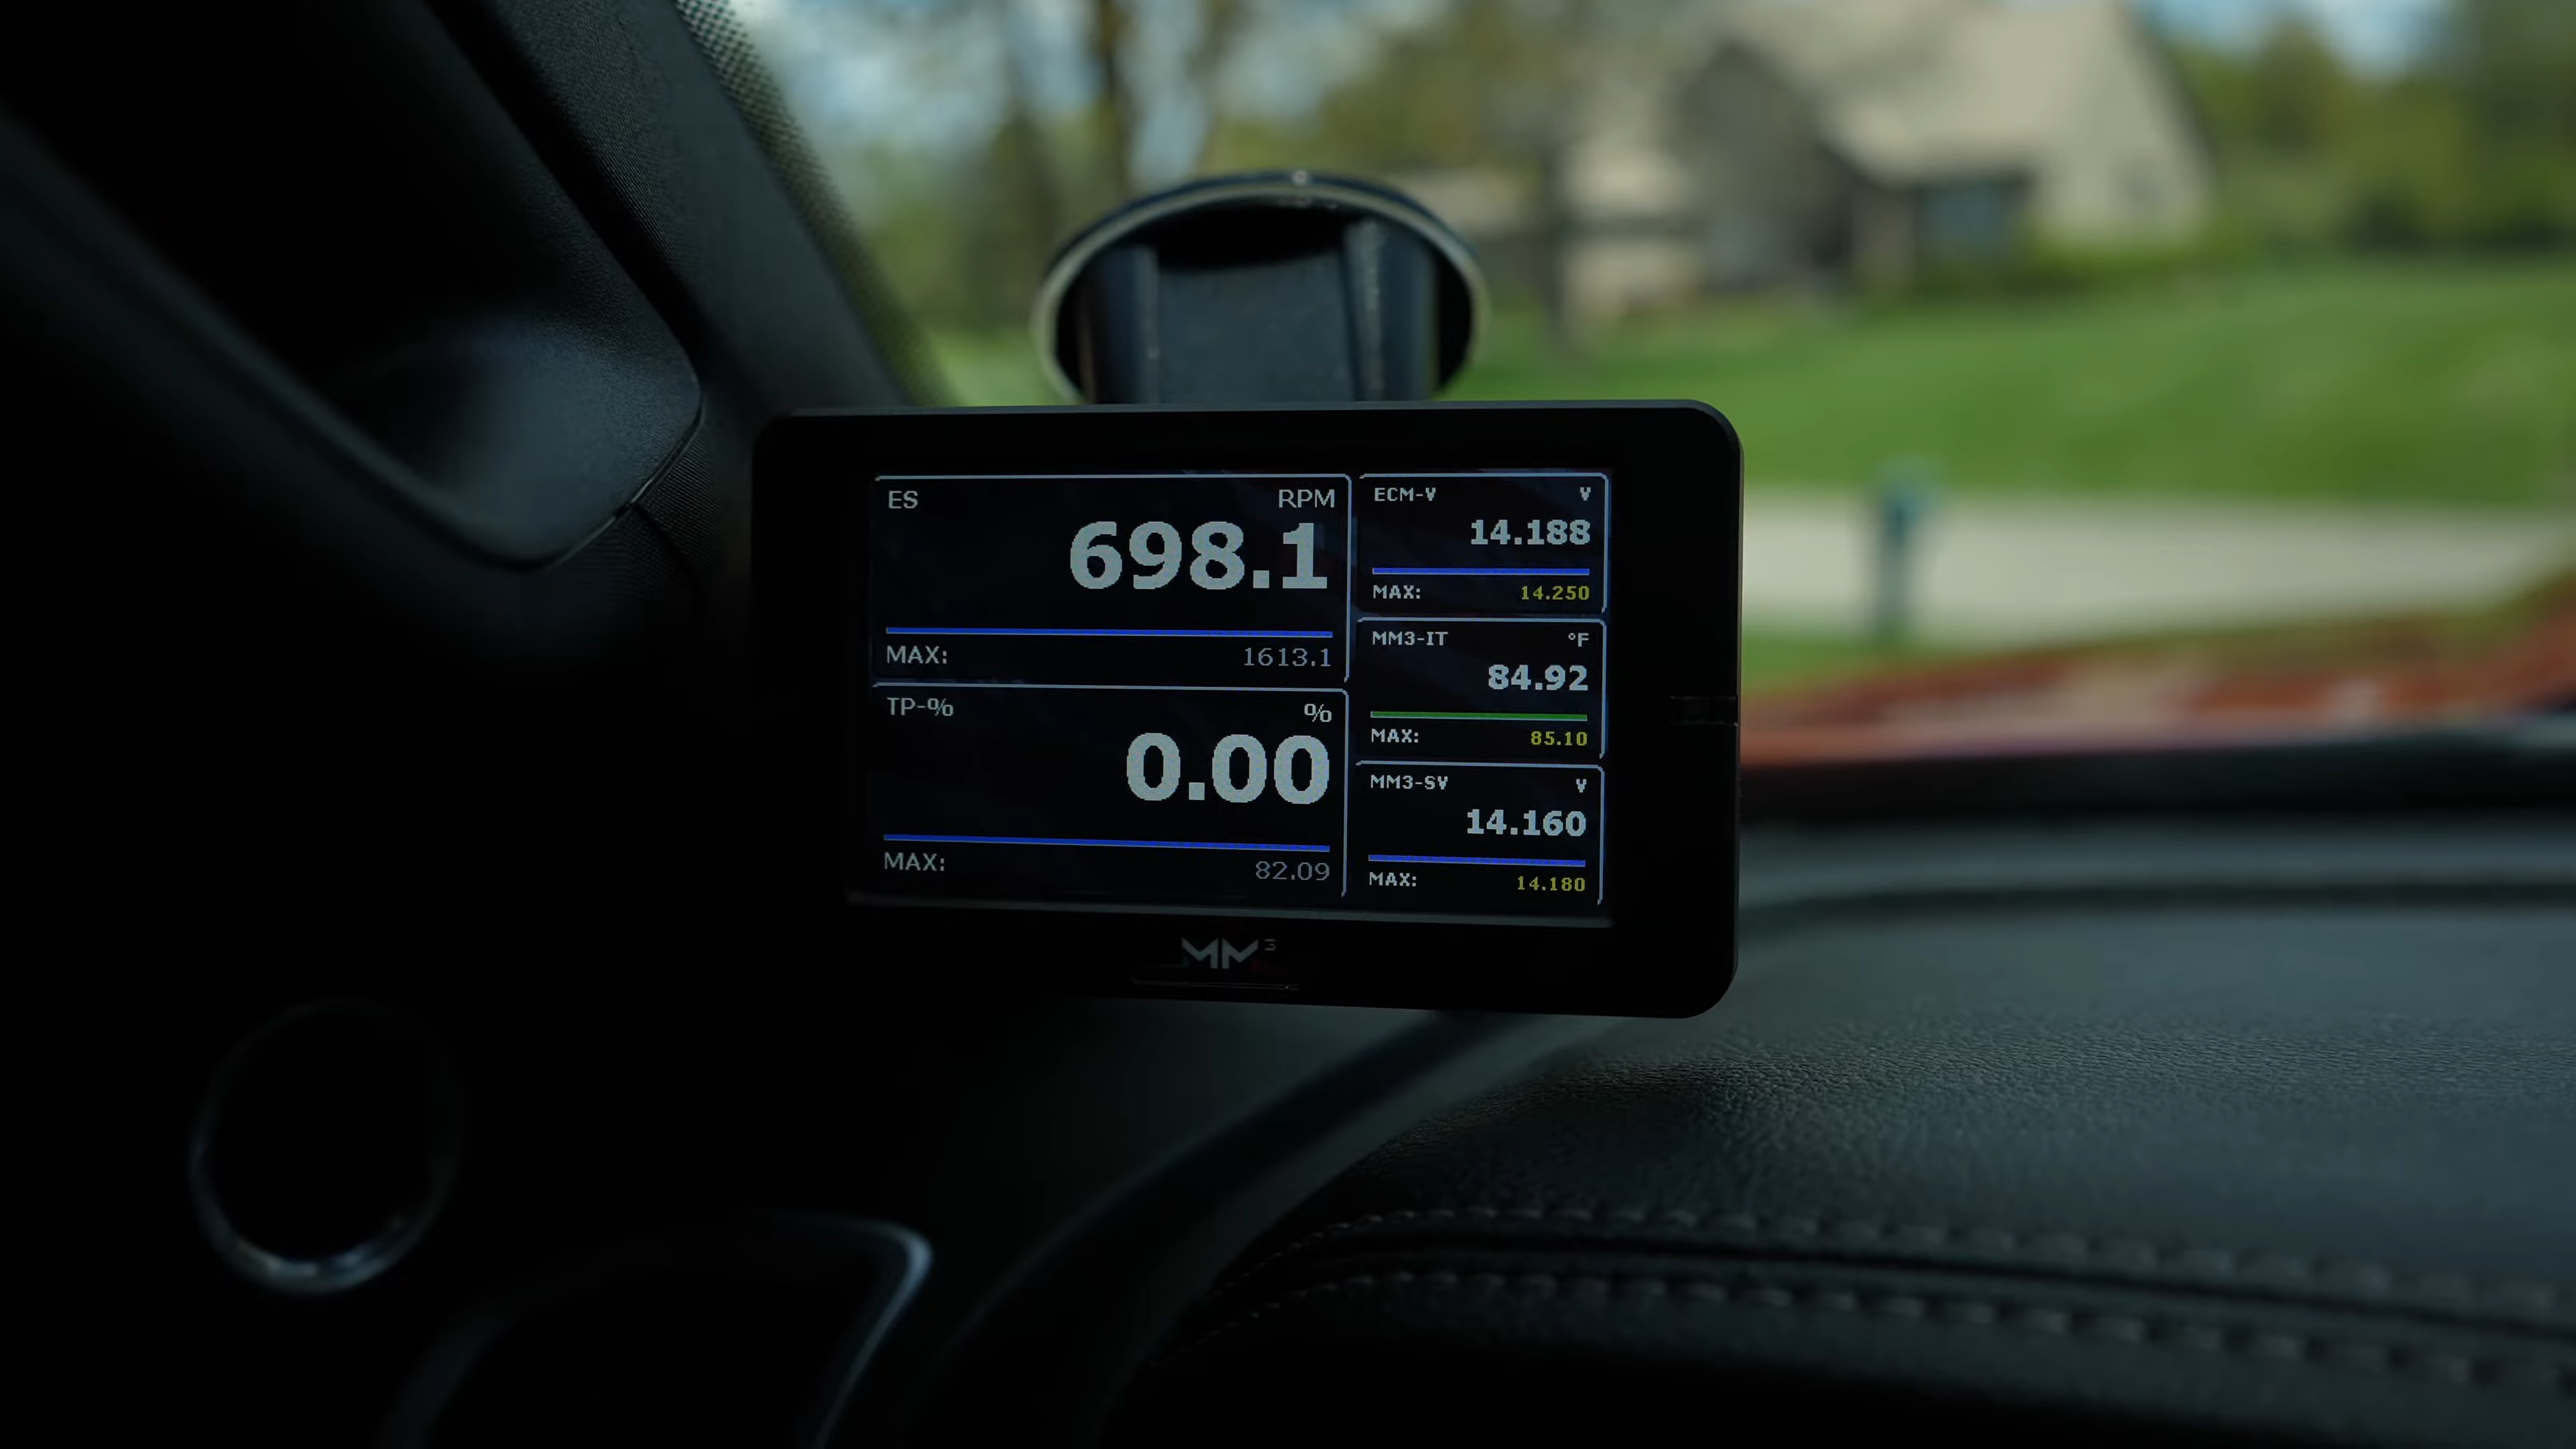 ES RPM
698.1
MAX: 1613.1
TP-% %
0.00
MAX: 82.09
ECM-V V
14.188
MAX: 14.250
MM3-IT °F
84.92
MAX: 85.10
MM3-SV V
14.160
MAX: 14.180
MM3